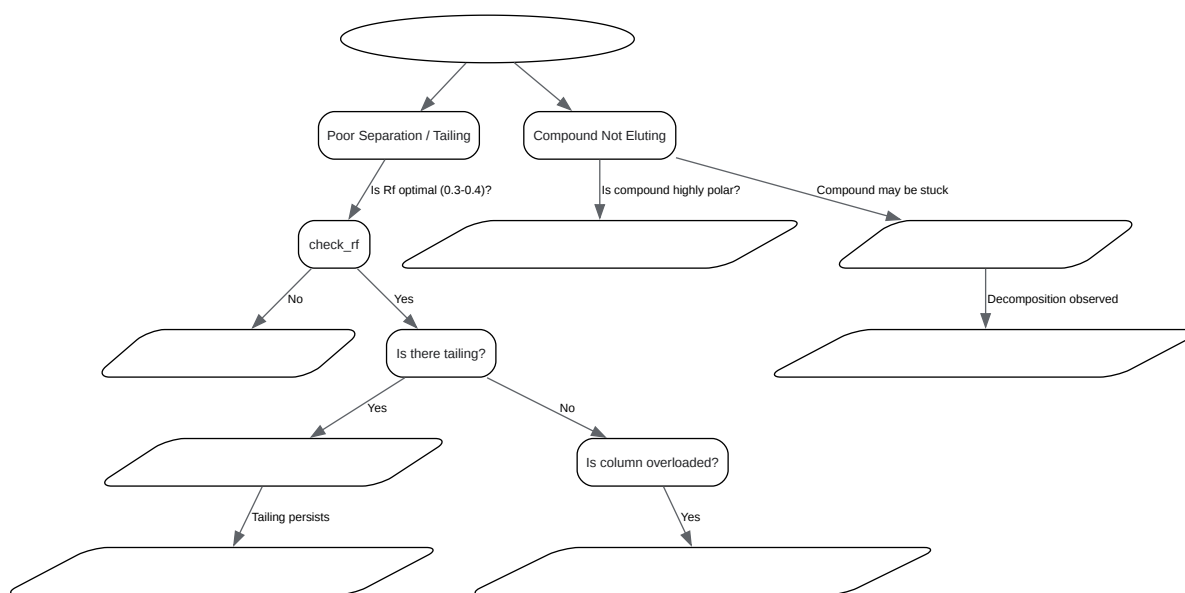 Poor Separation / Tailing
Compound Not Eluting
Is Rf optimal (0.3-0.4)?
Is compound highly polar?
Compound may be stuck
check_rf
No
Yes
Decomposition observed
Is there tailing?
Yes
No
Is column overloaded?
Tailing persists
Yes